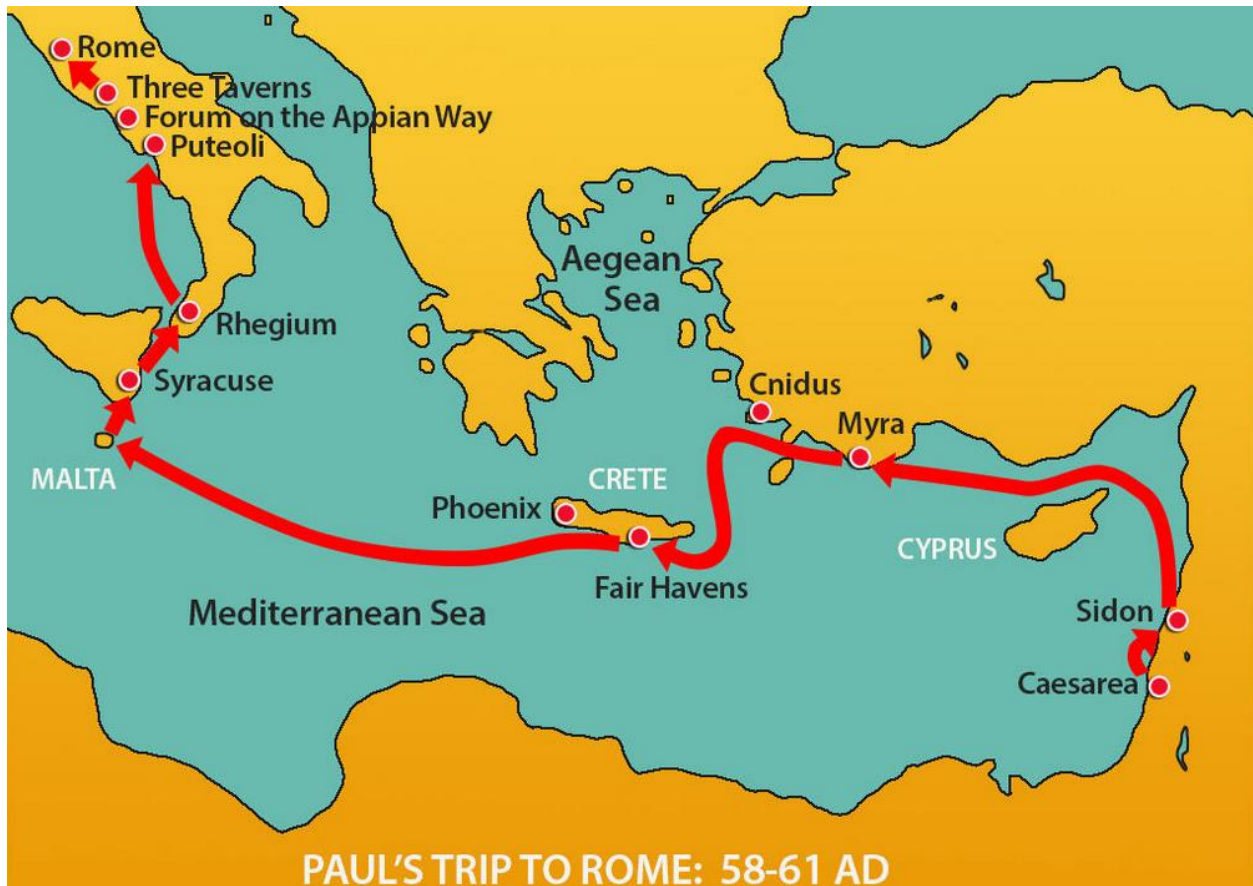 Rome
Three Taverns
Forum on the Appian Way
Puteoli
Aegean
Sea
Rhegium
Syracuse
Cnidus
Myra
MALTA
CRETE
Phoenix
CYPRUS
Fair Havens
Mediterranean Sea
Sidon
Caesarea
PAUL'S TRIP TO ROME: 58-61 AD